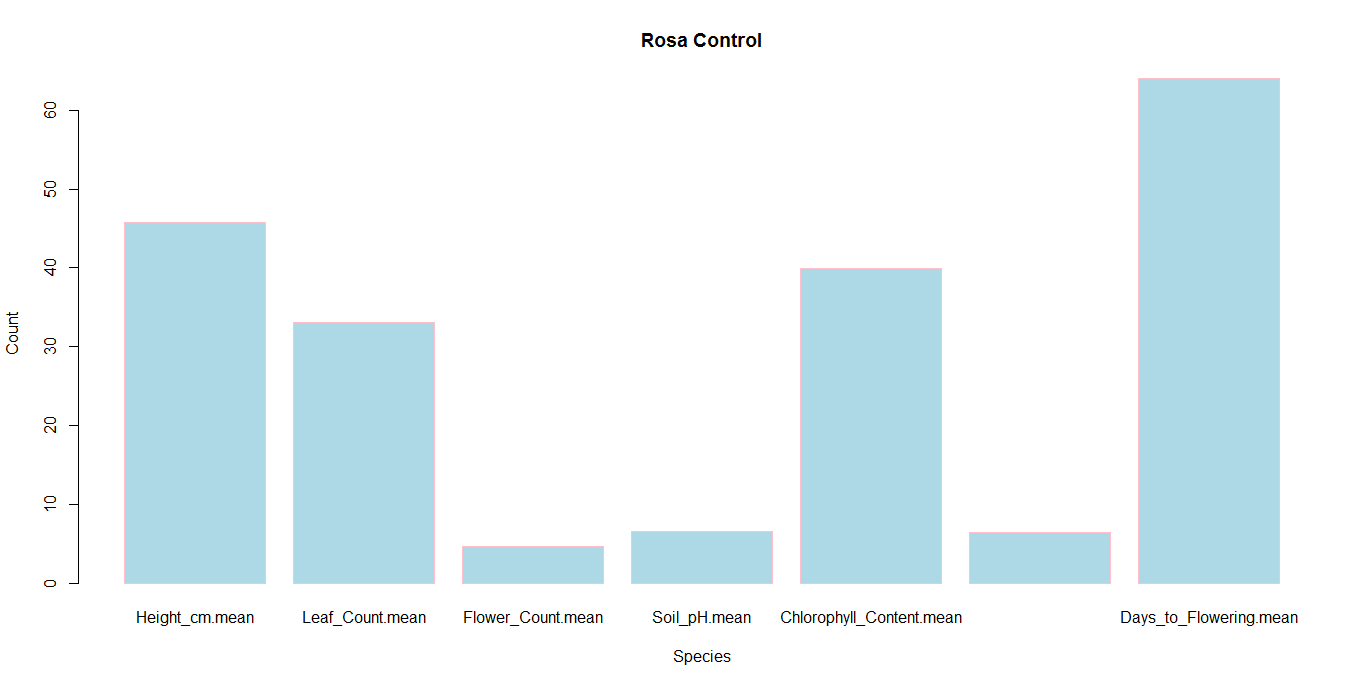 Rosa Control
60
50
40
30
20
10
0
Count
Height_cm.mean Leaf_Count.mean Flower_Count.mean Soil_pH.mean Chlorophyll_Content.mean Days_to_Flowering.mean
Species